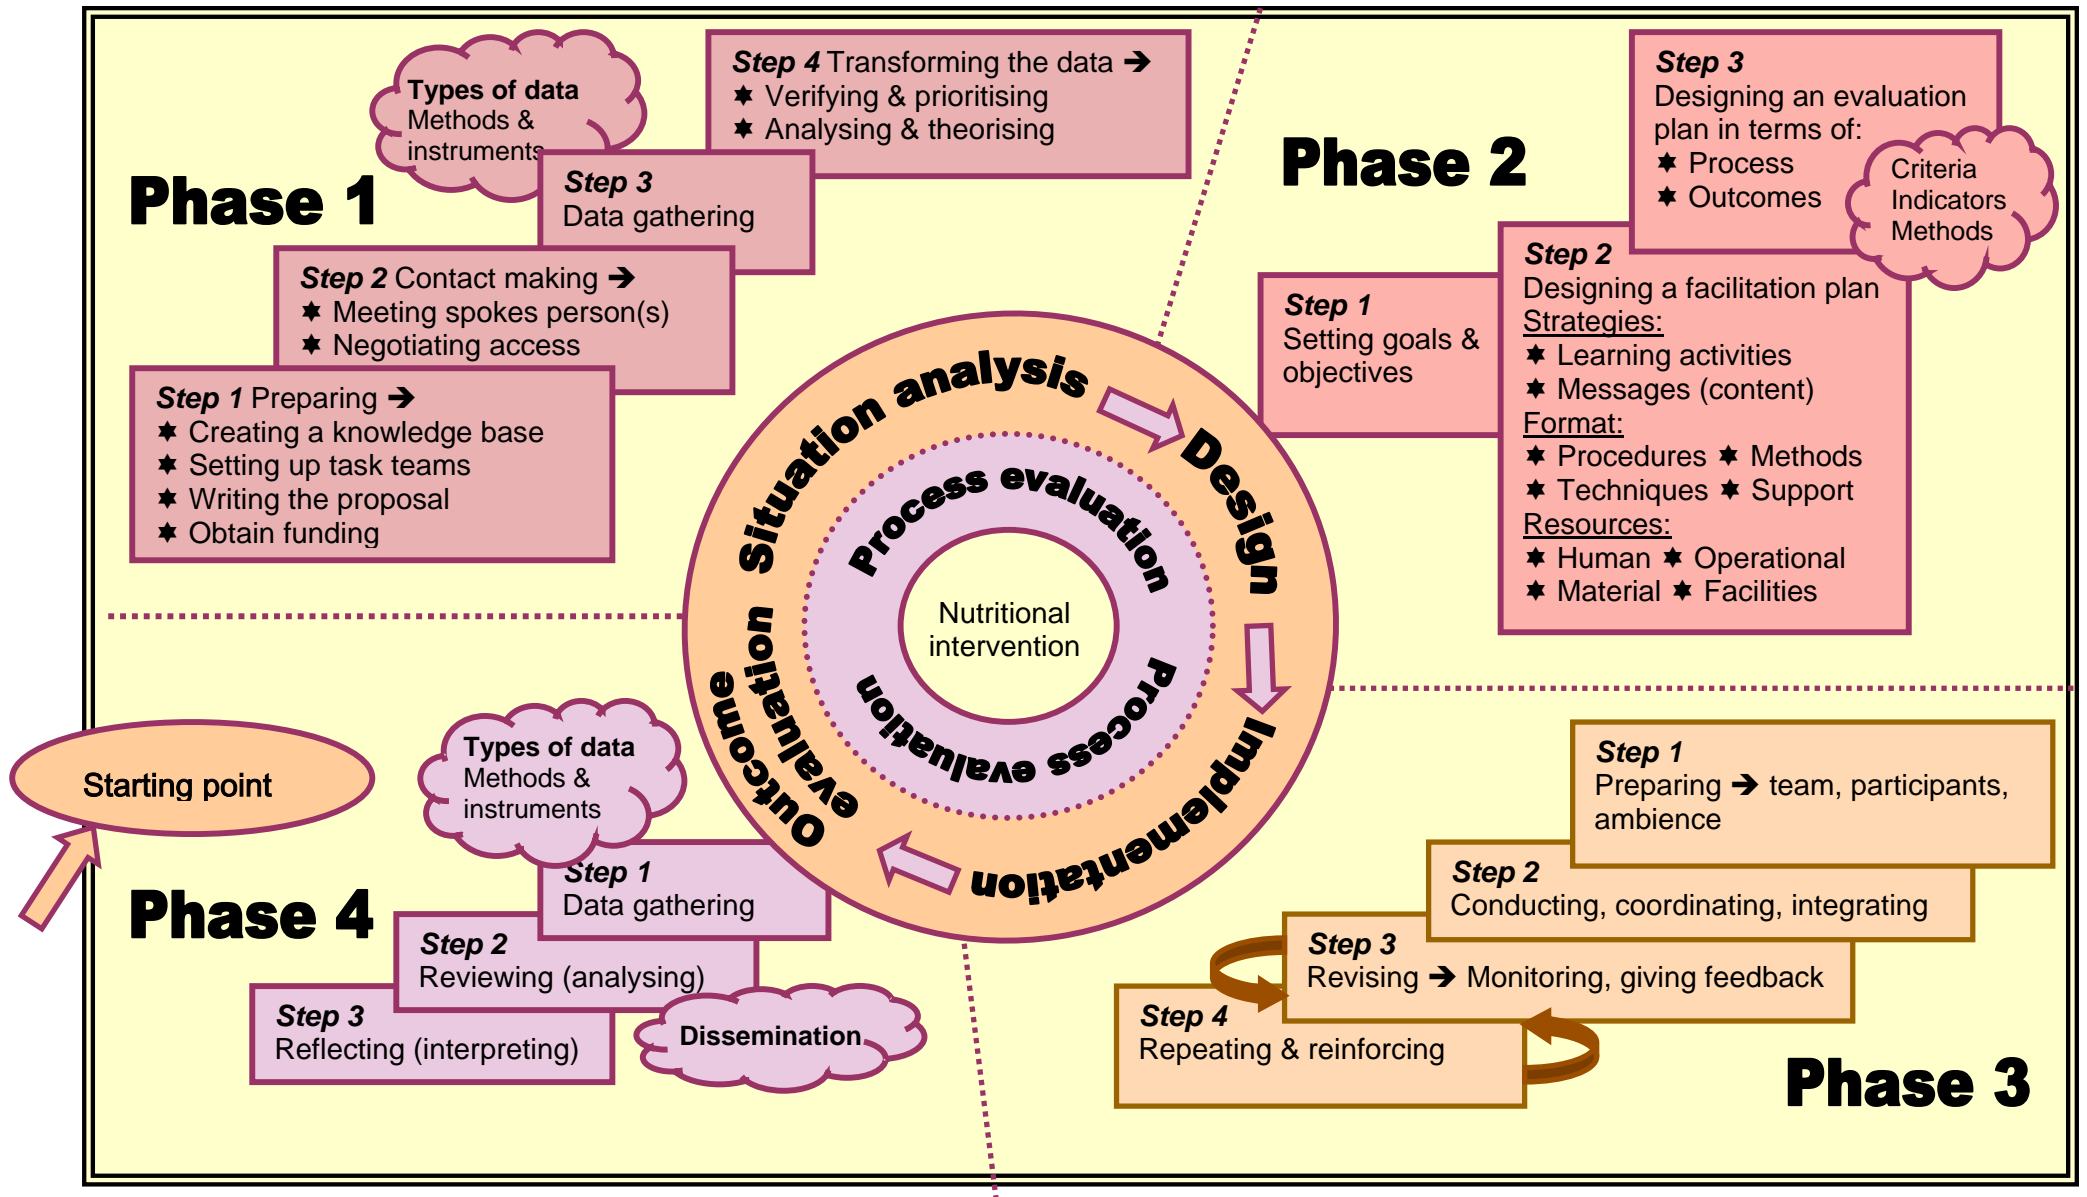 Phase 1
Types of data
Methods &
instruments
Step 1 Preparing ➔
✶ Creating a knowledge base
✶ Setting up task teams
✶ Writing the proposal
✶ Obtain funding
Step 2 Contact making ➔
✶ Meeting spokes person(s)
✶ Negotiating access
Step 3
Data gathering
Step 4 Transforming the data ➔
✶ Verifying & prioritising
✶ Analysing & theorising
Phase 2
Step 1
Setting goals &
objectives
Step 2
Designing a facilitation plan
Strategies:
✶ Learning activities
✶ Messages (content)
Format:
✶ Procedures ✶ Methods
✶ Techniques ✶ Support
Resources:
✶ Human ✶ Operational
✶ Material ✶ Facilities
Step 3
Designing an evaluation
plan in terms of:
✶ Process
✶ Outcomes
Criteria
Indicators
Methods
Situation analysis
Design
Implementation
Outcome
evaluation
Process evaluation
Process evaluation
Nutritional
intervention
Phase 3
Step 1
Preparing ➔ team, participants,
ambience
Step 2
Conducting, coordinating, integrating
Step 3
Revising ➔ Monitoring, giving feedback
Step 4
Repeating & reinforcing
Starting point
Phase 4
Types of data
Methods &
instruments
Step 1
Data gathering
Step 2
Reviewing (analysing)
Step 3
Reflecting (interpreting)
Dissemination